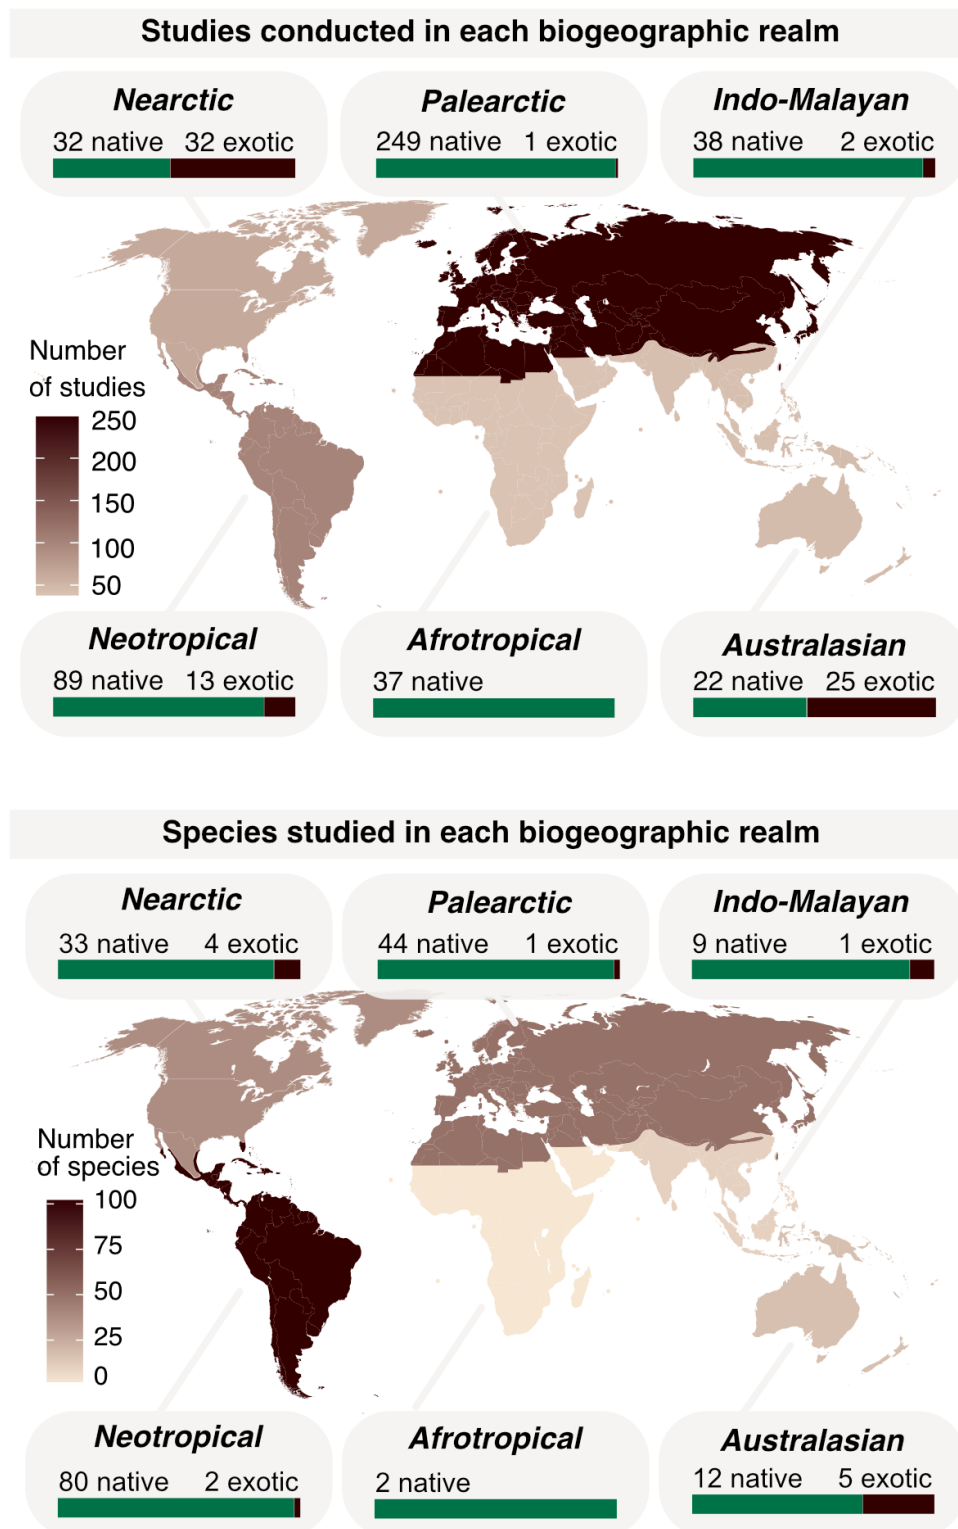 Studies conducted in each biogeographic realm
Nearctic
32 native 32 exotic
Palearctic
249 native 1 exotic
Indo-Malayan
38 native 2 exotic
Number
of studies
250
200
150
100
50
Neotropical
89 native 13 exotic
Afrotropical
37 native
Australasian
22 native 25 exotic
Species studied in each biogeographic realm
Nearctic
33 native 4 exotic
Palearctic
44 native 1 exotic
Indo-Malayan
9 native 1 exotic
Number
of species
100
75
50
25
0
Neotropical
80 native 2 exotic
Afrotropical
2 native
Australasian
12 native 5 exotic